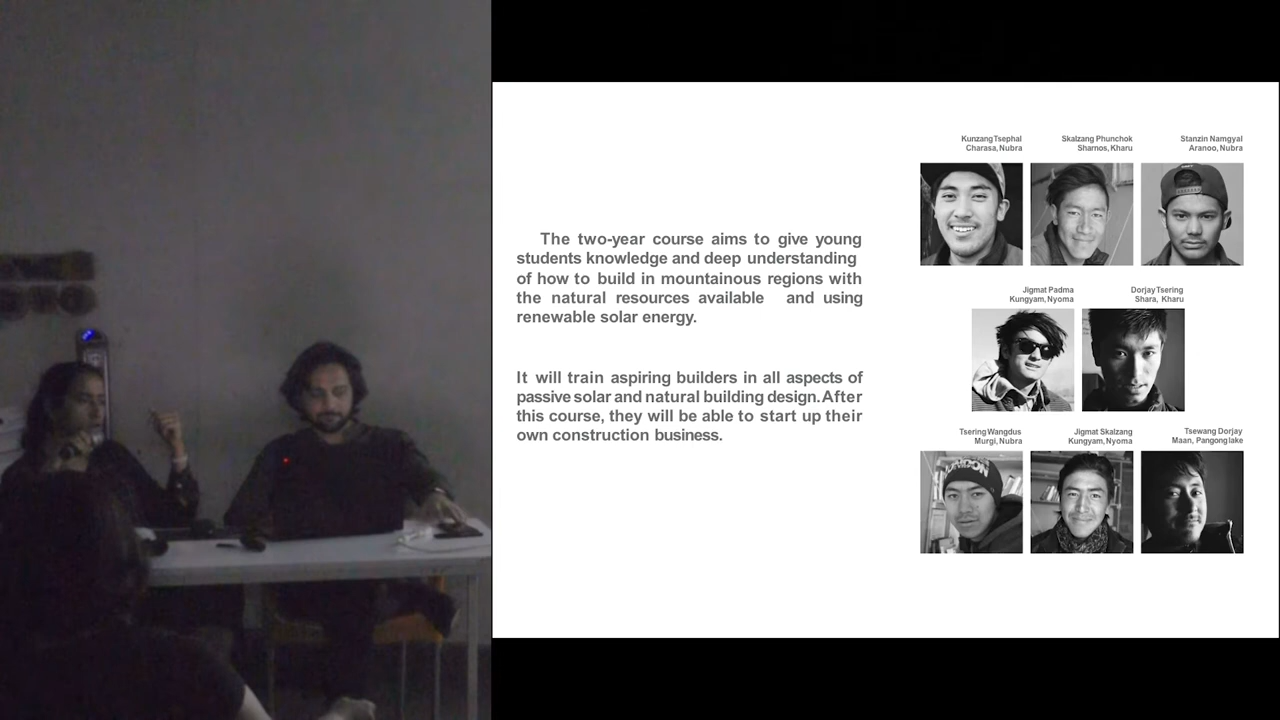 The two-year course aims to give young
students knowledge and deep understanding
of how to build in mountainous regions with
the natural resources available and using
renewable solar energy.
It will train aspiring builders in all aspects of
passive solar and natural building design. After
this course, they will be able to start up their
own construction business.
Kunzang Tsephal
Charasa, Nubra
Skalzang Phunchok
Sharnos, Kharu
Stanzin Namgyal
Aranoo, Nubra
Jigmat Padma
Kungyam, Nyoma
Dorjay Tsering
Shara, Kharu
Tsering Wangdus
Murgi, Nubra
Jigmat Skalzang
Kungyam, Nyoma
Tsewang Dorjay
Maan, Pangong lake